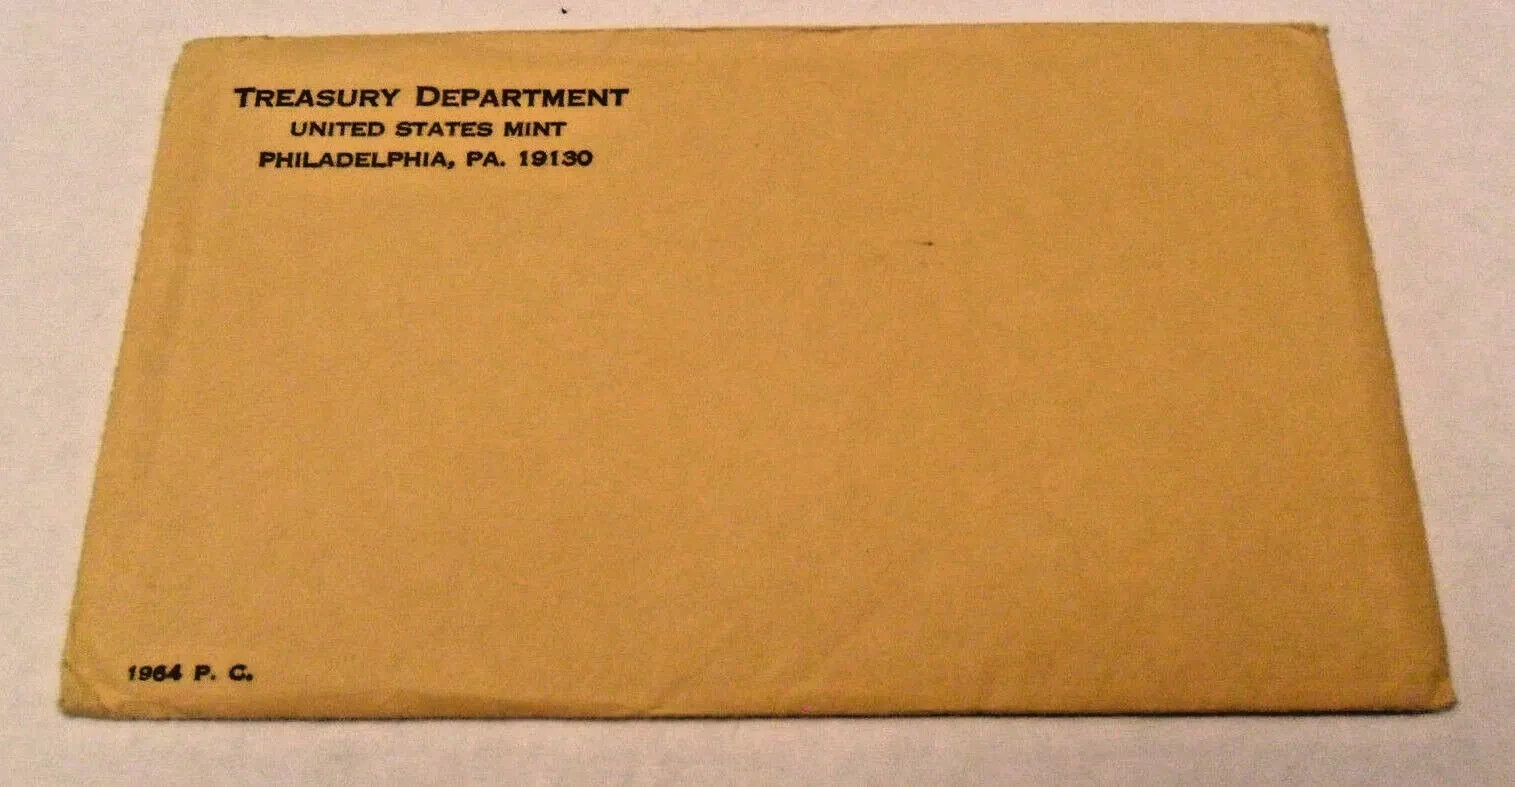 TREASURY DEPARTMENT
UNITED STATES MINT
PHILADELPHIA, PA. 19130
1964 P. C.